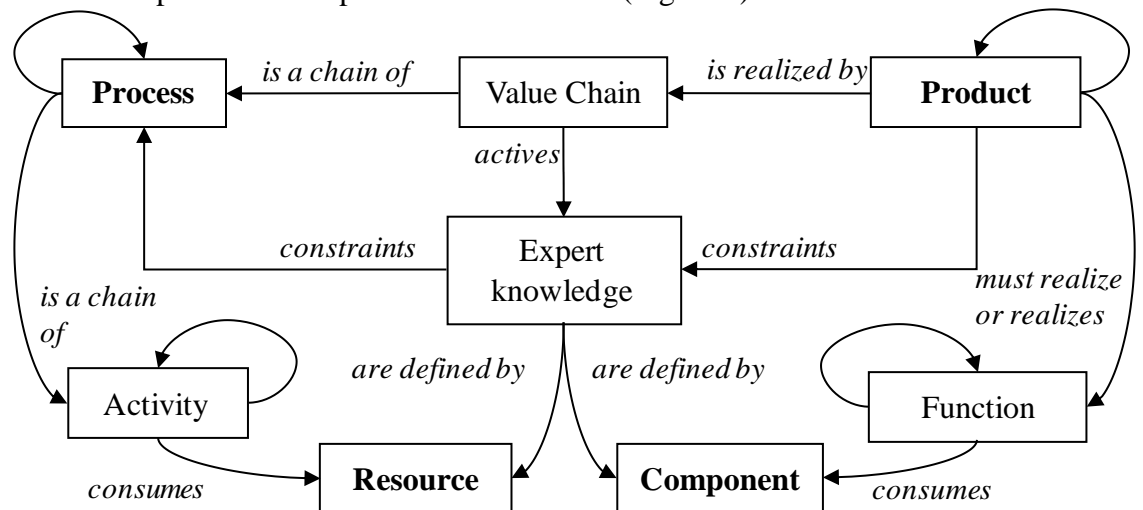 is a chain of
is realized by
Process
Value Chain
Product
actives
constraints
Expert
knowledge
constraints
must realize
or realizes
is a chain
of
are defined by
are defined by
Activity
Function
Resource
Component
consumes
consumes